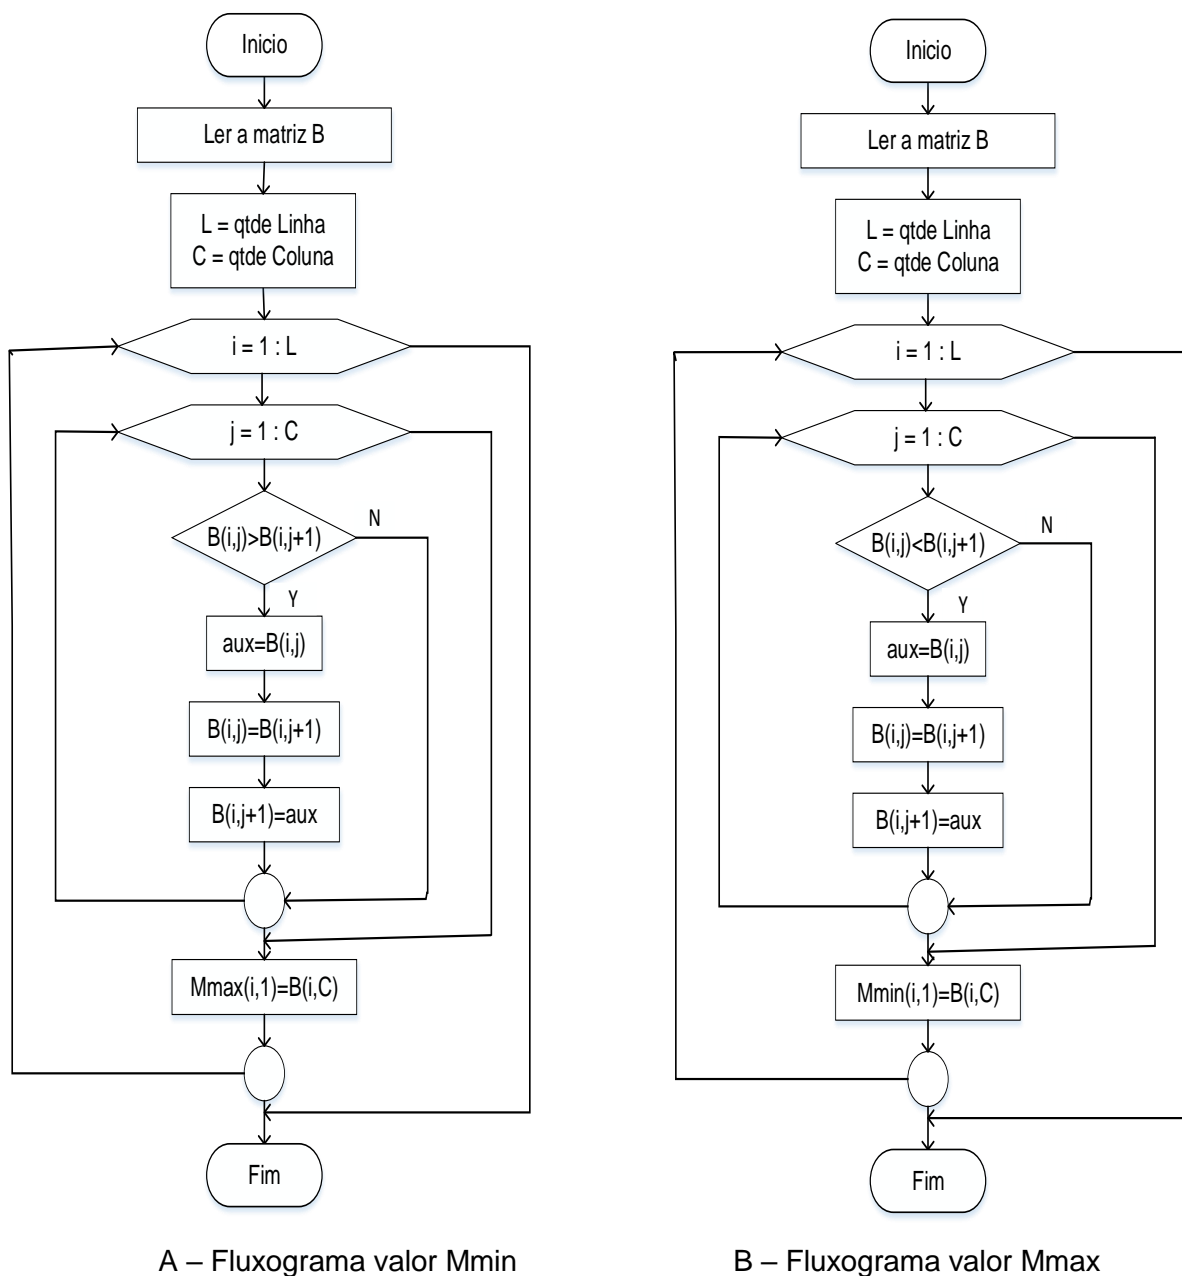 Inicio
Ler a matriz B
L = qtde Linha
C = qtde Coluna
i = 1 : L
j = 1 : C
B(i,j)>B(i,j+1)
N
Y
aux=B(i,j)
B(i,j)=B(i,j+1)
B(i,j+1)=aux
Mmax(i,1)=B(i,C)
Fim
A – Fluxograma valor Mmin
Inicio
Ler a matriz B
L = qtde Linha
C = qtde Coluna
i = 1 : L
j = 1 : C
B(i,j)<B(i,j+1)
N
Y
aux=B(i,j)
B(i,j)=B(i,j+1)
B(i,j+1)=aux
Mmin(i,1)=B(i,C)
Fim
B – Fluxograma valor Mmax